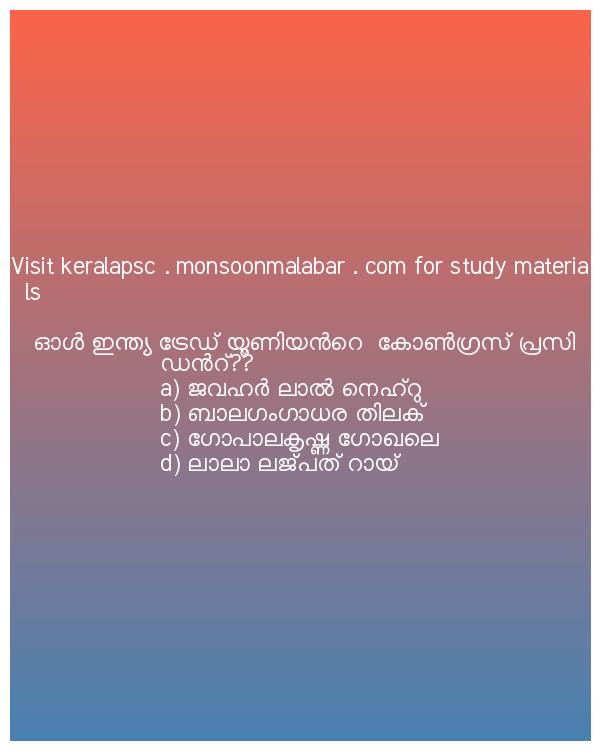 Visit keralapsc . monsoonmalabar . com for study materia
ls
ഓൾ ഇന്ത്യ ട്രേഡ് യൂണിയൻറെ  കോൺഗ്രസ് പ്രസി
ഡൻറ്??
a) ജവഹർ ലാൽ നെഹ്റു
b) ബാലഗംഗാധര തിലക്
c) ഗോപാലകൃഷ്ണ ഗോഖലെ
d) ലാലാ ലജ്പത് റായ്